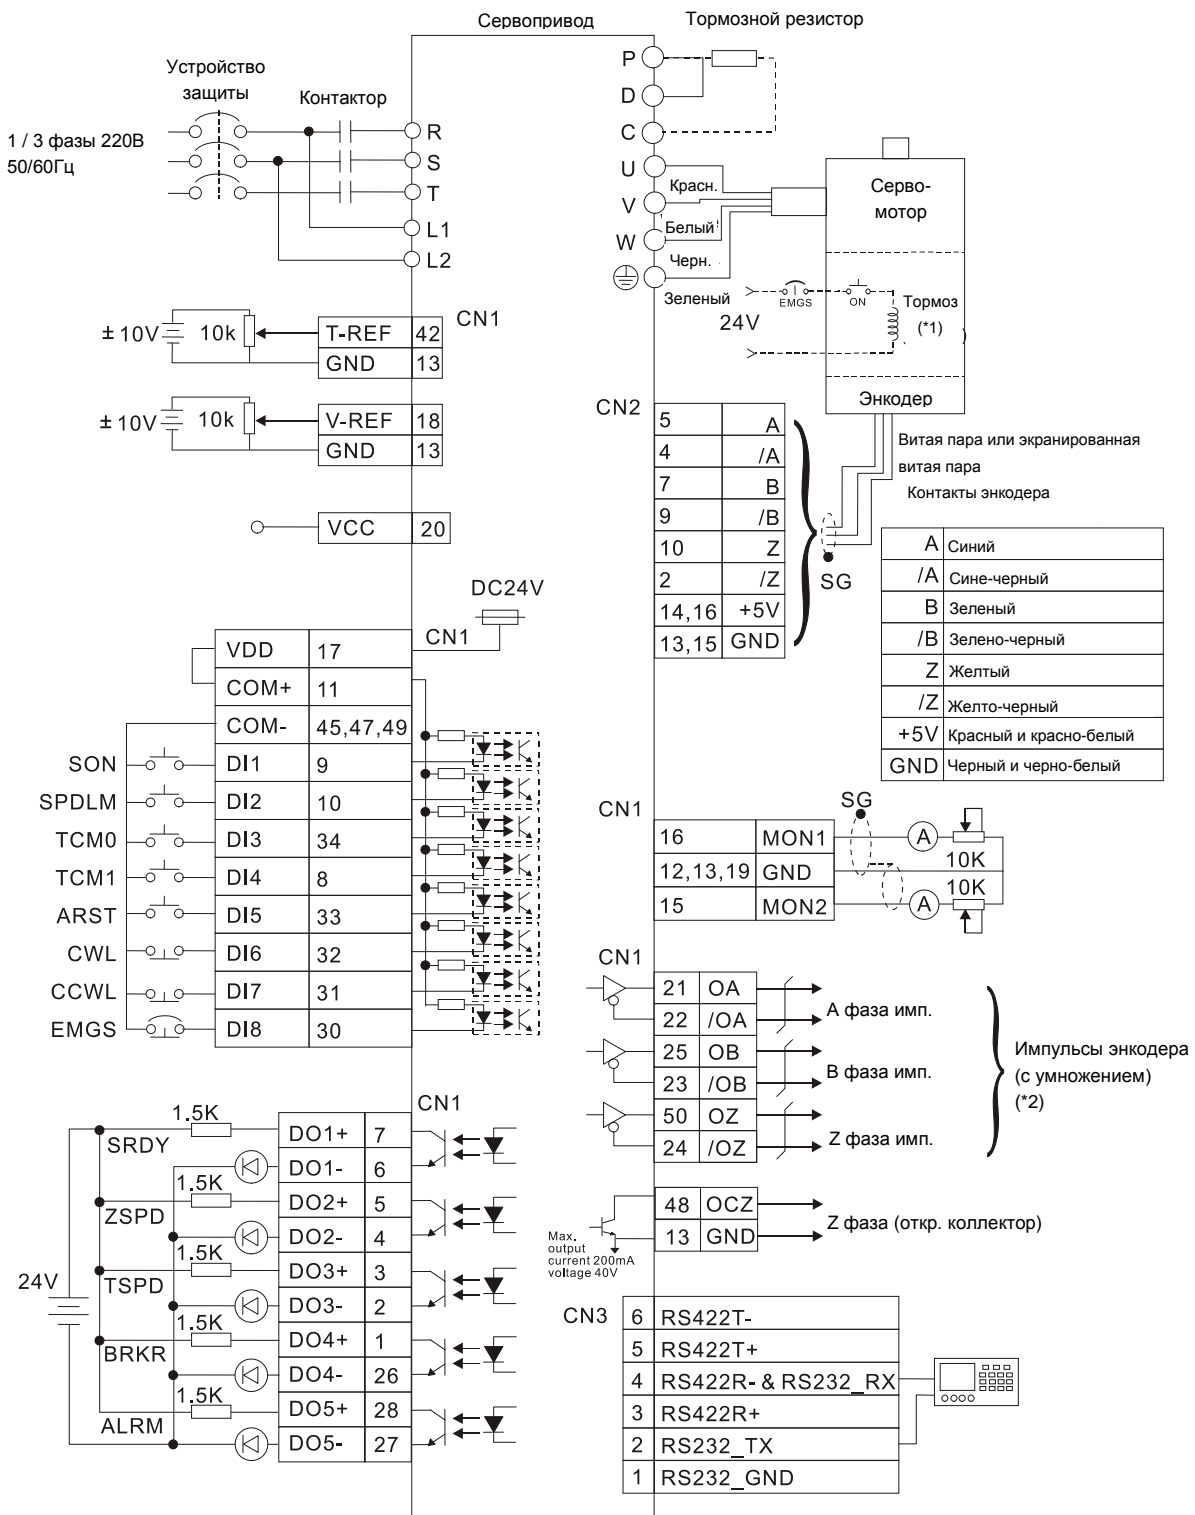 Сервопривод
Тормозной резистор
Устройство
защиты
Контактор
1 / 3 фазы 220В
50/60Гц
R
S
T
L1
L2
P
D
C
U
V
W
Красн.
Белый
Черн.
Зеленый
Серво-
мотор
EMGS
ON
24V
Тормоз
(*1)
Энкодер
± 10V
10k
T-REF 42
GND 13
CN1
± 10V
10k
V-REF 18
GND 13
VCC 20
CN2
5 A
4 /A
7 B
9 /B
10 Z
2 /Z
14,16 +5V
13,15 GND
SG
Витая пара или экранированная
витая пара
Контакты энкодера
A Синий
/A Сине-черный
B Зеленый
/B Зелено-черный
Z Желтый
/Z Желто-черный
+5V Красный и красно-белый
GND Черный и черно-белый
DC24V
CN1
VDD 17
COM+ 11
COM- 45,47,49
SON DI1 9
SPDLM DI2 10
TCM0 DI3 34
TCM1 DI4 8
ARST DI5 33
CWL DI6 32
CCWL DI7 31
EMGS DI8 30
CN1
SG
16 MON1
12,13,19 GND
15 MON2
A
10K
10K
A
CN1
21 OA
22 /OA
A фаза имп.
25 OB
23 /OB
B фаза имп.
50 OZ
24 /OZ
Z фаза имп.
Импульсы энкодера
(с умножением)
(*2)
48 OCZ
13 GND
Z фаза (откр. коллектор)
Max.
output
current 200mA
voltage 40V
CN1
24V
1.5K
SRDY
DO1+ 7
DO1- 6
1.5K
ZSPD
DO2+ 5
DO2- 4
1.5K
TSPD
DO3+ 3
DO3- 2
1.5K
BRKR
DO4+ 1
DO4- 26
1.5K
ALRM
DO5+ 28
DO5- 27
CN3
6 RS422T-
5 RS422T+
4 RS422R- & RS232_RX
3 RS422R+
2 RS232_TX
1 RS232_GND